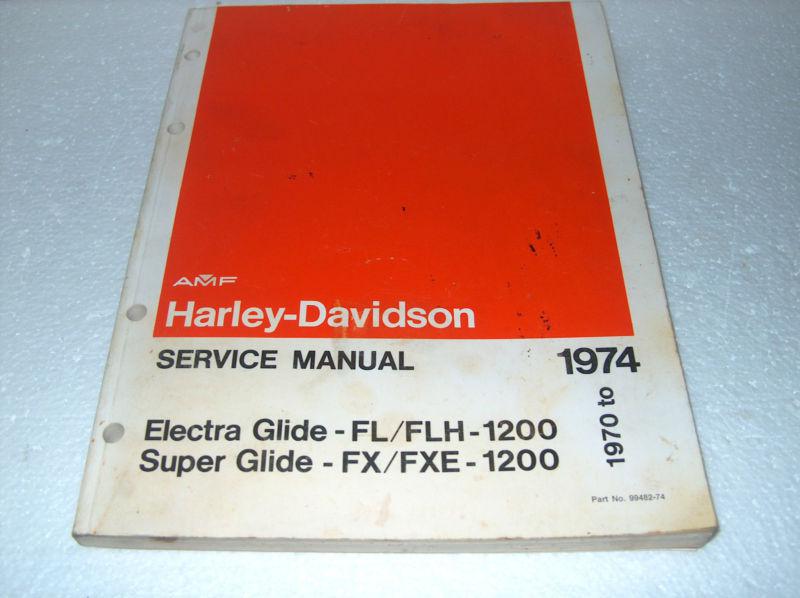 AMF
Harley-Davidson
SERVICE MANUAL
1970 to 1974
Electra Glide - FL/FLH-1200
Super Glide - FX/FXE-1200
Part No. 99482-74